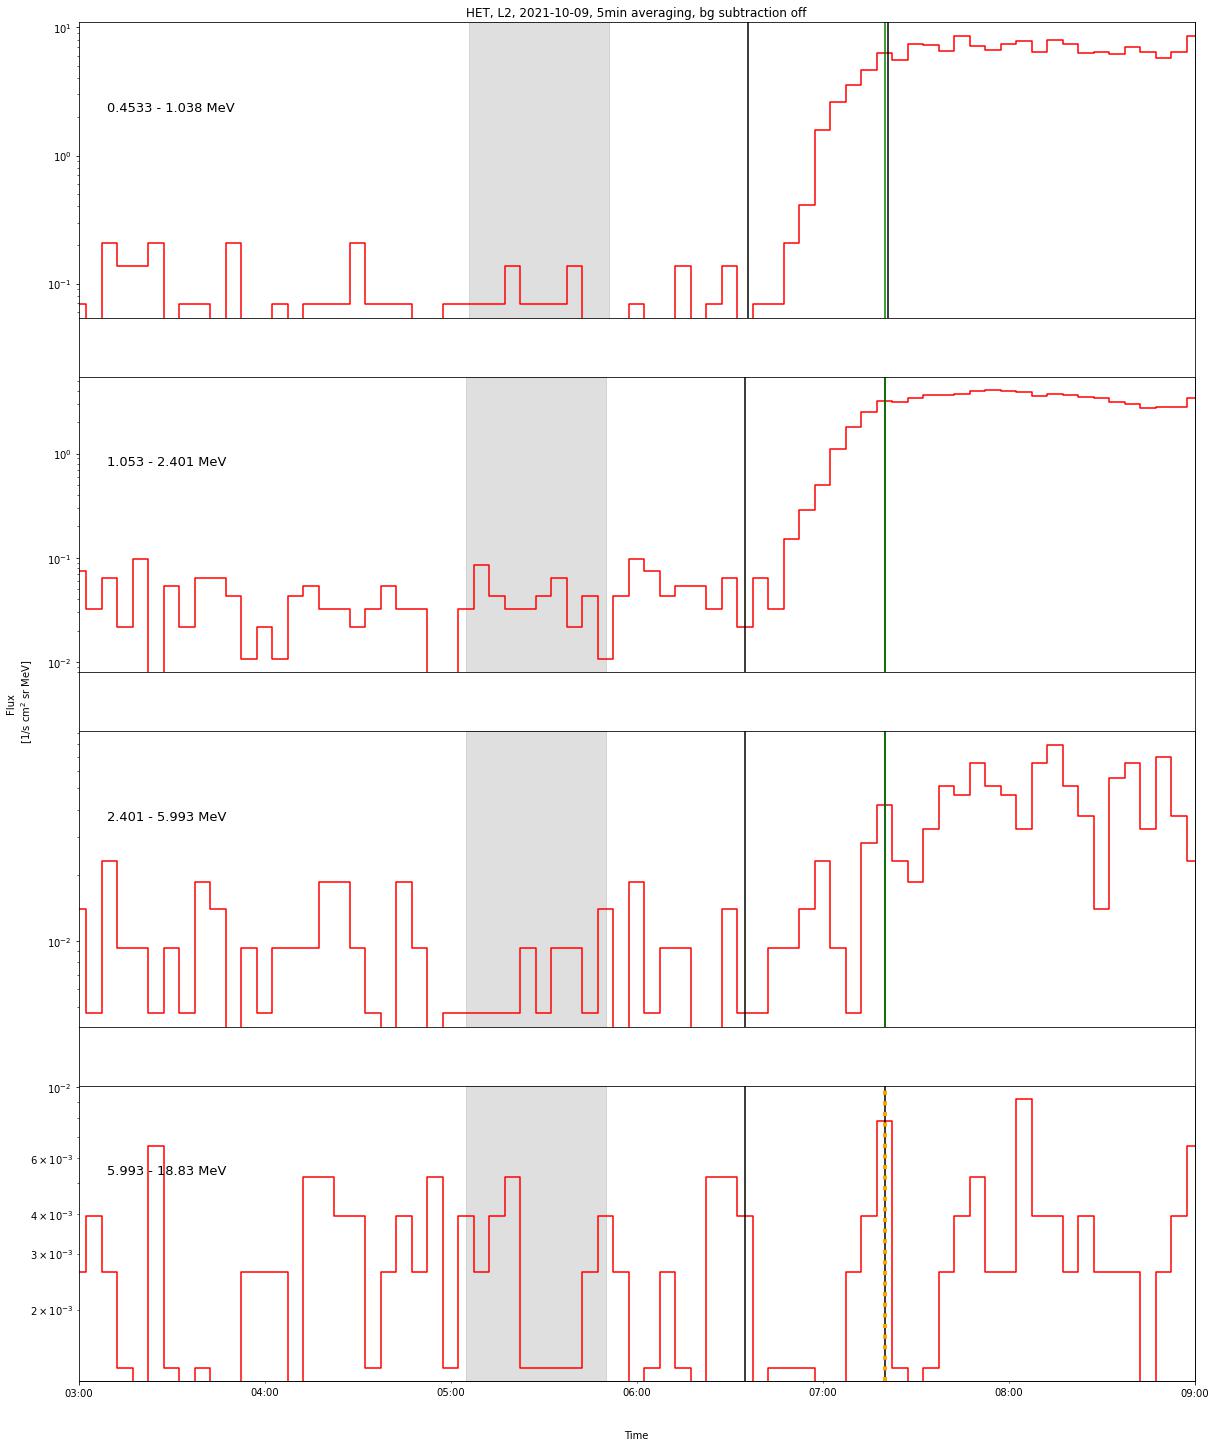 HET, L2, 2021-10-09, 5min averaging, bg subtraction off
10¹
10⁰
10⁻¹
0.4533 - 1.038 MeV
10⁰
10⁻¹
10⁻²
1.053 - 2.401 MeV
Flux
[1/s cm² sr MeV]
10⁻²
2.401 - 5.993 MeV
10⁻²
6 × 10⁻³
4 × 10⁻³
3 × 10⁻³
2 × 10⁻³
5.993 - 18.83 MeV
03:00 04:00 05:00 06:00 07:00 08:00 09:00
Time